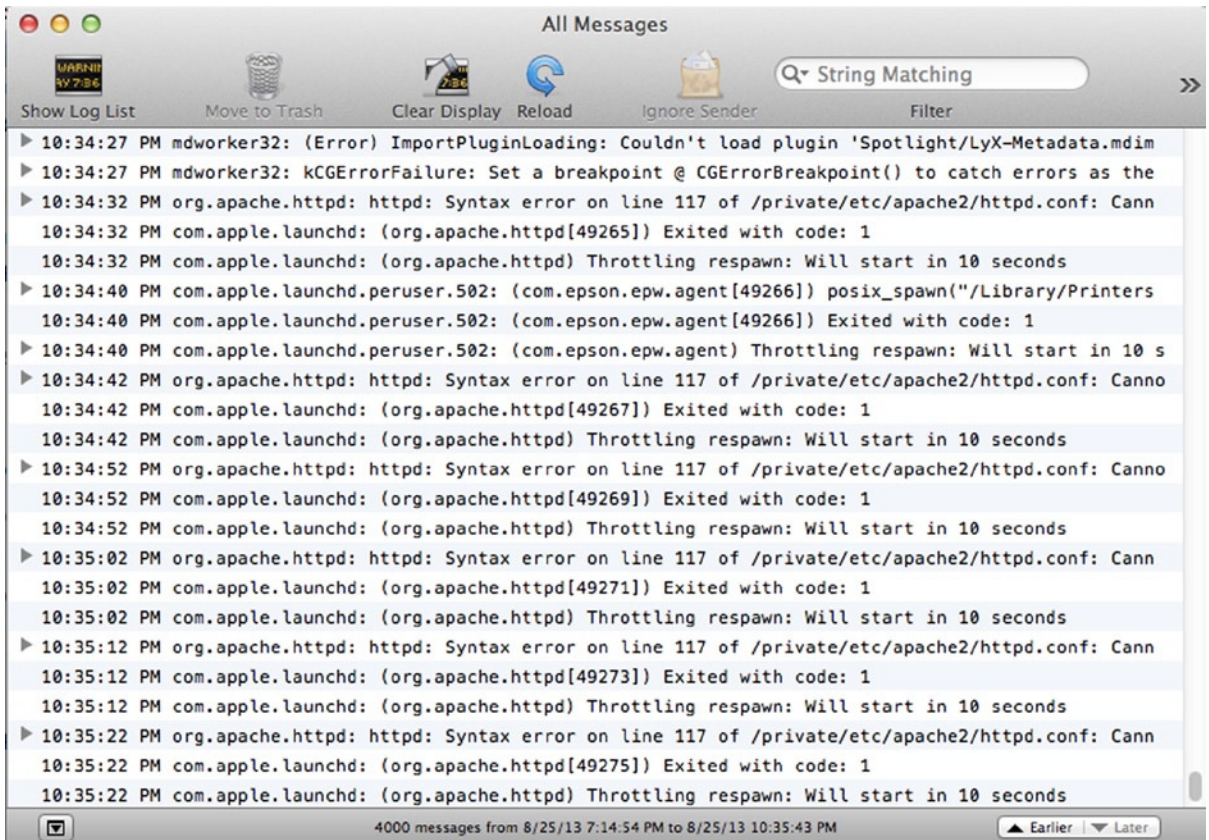 All Messages
WARNIN
AY 7:36
7:36
String Matching
Show Log List Move to Trash Clear Display Reload Ignore Sender Filter
10:34:27 PM mdworker32: (Error) ImportPluginLoading: Couldn't load plugin 'Spotlight/LyX-Metadata.mdim
10:34:27 PM mdworker32: kCGErrorFailure: Set a breakpoint @ CGErrorBreakpoint() to catch errors as the
10:34:32 PM org.apache.httpd: httpd: Syntax error on line 117 of /private/etc/apache2/httpd.conf: Cann
10:34:32 PM com.apple.launchd: (org.apache.httpd[49265]) Exited with code: 1
10:34:32 PM com.apple.launchd: (org.apache.httpd) Throttling respawn: Will start in 10 seconds
10:34:40 PM com.apple.launchd.peruser.502: (com.epson.epw.agent[49266]) posix_spawn("/Library/Printers
10:34:40 PM com.apple.launchd.peruser.502: (com.epson.epw.agent[49266]) Exited with code: 1
10:34:40 PM com.apple.launchd.peruser.502: (com.epson.epw.agent) Throttling respawn: Will start in 10 s
10:34:42 PM org.apache.httpd: httpd: Syntax error on line 117 of /private/etc/apache2/httpd.conf: Canno
10:34:42 PM com.apple.launchd: (org.apache.httpd[49267]) Exited with code: 1
10:34:42 PM com.apple.launchd: (org.apache.httpd) Throttling respawn: Will start in 10 seconds
10:34:52 PM org.apache.httpd: httpd: Syntax error on line 117 of /private/etc/apache2/httpd.conf: Canno
10:34:52 PM com.apple.launchd: (org.apache.httpd[49269]) Exited with code: 1
10:34:52 PM com.apple.launchd: (org.apache.httpd) Throttling respawn: Will start in 10 seconds
10:35:02 PM org.apache.httpd: httpd: Syntax error on line 117 of /private/etc/apache2/httpd.conf: Cann
10:35:02 PM com.apple.launchd: (org.apache.httpd[49271]) Exited with code: 1
10:35:02 PM com.apple.launchd: (org.apache.httpd) Throttling respawn: Will start in 10 seconds
10:35:12 PM org.apache.httpd: httpd: Syntax error on line 117 of /private/etc/apache2/httpd.conf: Cann
10:35:12 PM com.apple.launchd: (org.apache.httpd[49273]) Exited with code: 1
10:35:12 PM com.apple.launchd: (org.apache.httpd) Throttling respawn: Will start in 10 seconds
10:35:22 PM org.apache.httpd: httpd: Syntax error on line 117 of /private/etc/apache2/httpd.conf: Cann
10:35:22 PM com.apple.launchd: (org.apache.httpd[49275]) Exited with code: 1
10:35:22 PM com.apple.launchd: (org.apache.httpd) Throttling respawn: Will start in 10 seconds
4000 messages from 8/25/13 7:14:54 PM to 8/25/13 10:35:43 PM Earlier Later